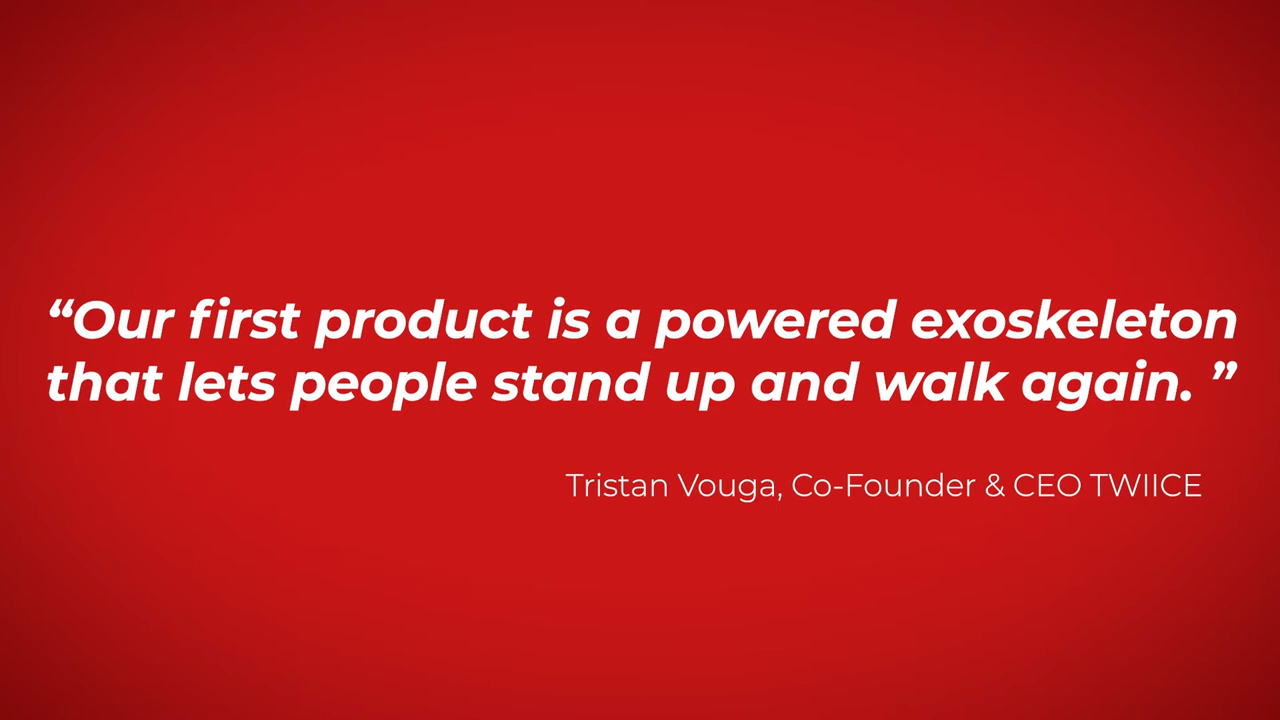 “Our first product is a powered exoskeleton
that lets people stand up and walk again. ”
Tristan Vouga, Co-Founder & CEO TWIICE